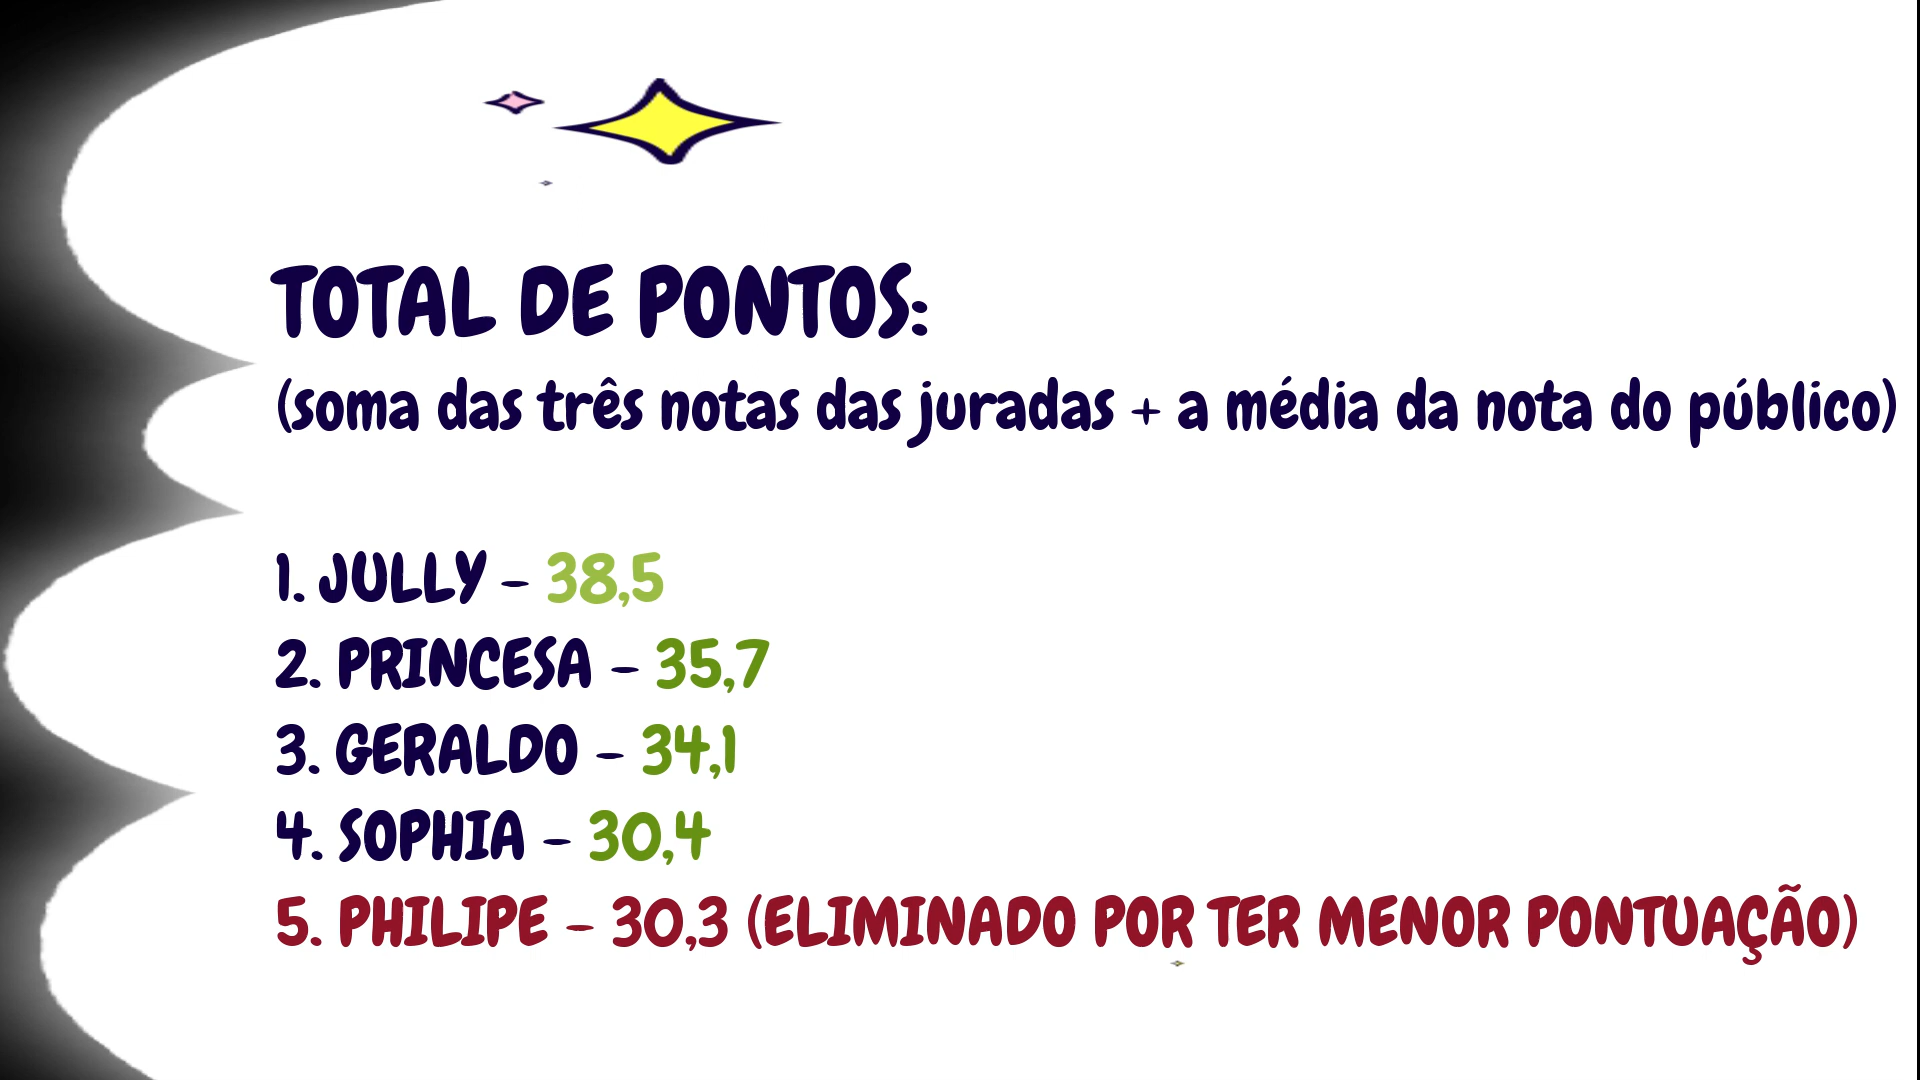 TOTAL DE PONTOS:
(soma das três notas das juradas + a média da nota do público)
1. JULLY - 38,5
2. PRINCESA - 35,7
3. GERALDO - 34,1
4. SOPHIA - 30,4
5. PHILIPE - 30,3 (ELIMINADO POR TER MENOR PONTUAÇÃO)